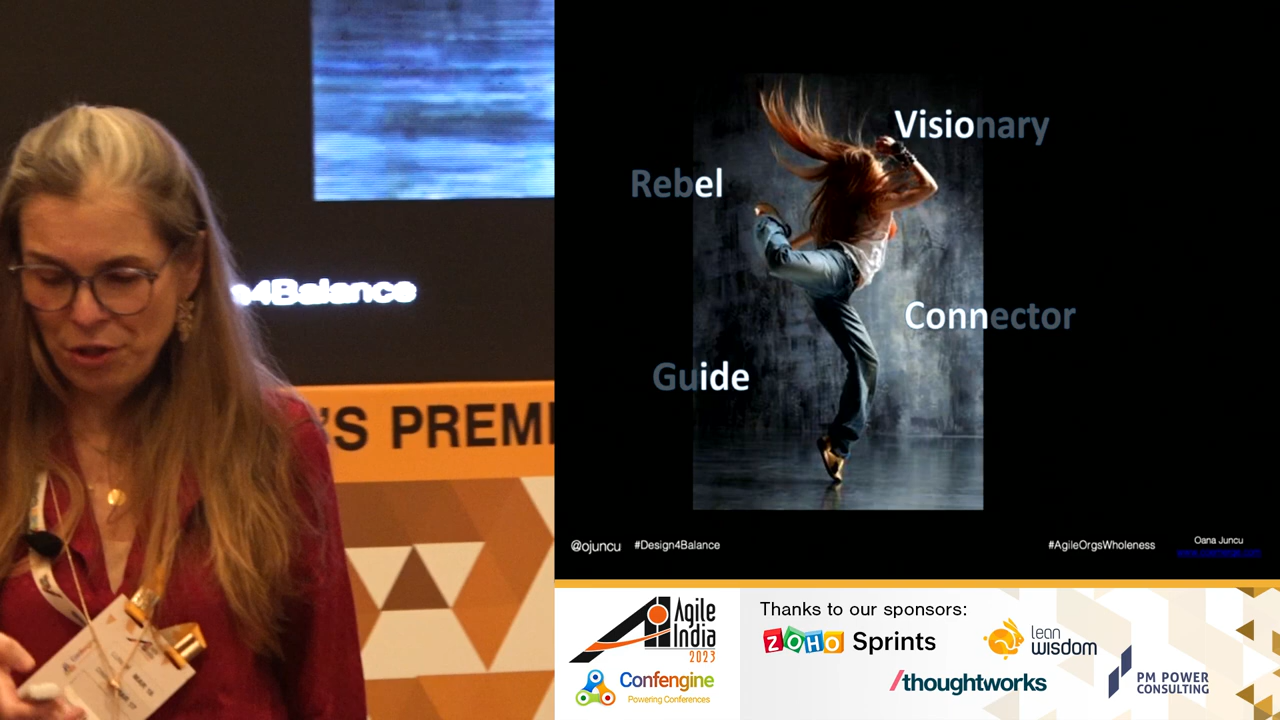 4Balance
'S PREMI
Visionary
Rebel
Connector
Guide
@ojuncu #Design4Balance
#AgileOrgsWholeness
Oana Juncu
Agile
India
2023
Confengine
Powering Conferences
Thanks to our sponsors:
ZOHO Sprints
lean
wisdom
/thoughtworks
PM POWER
CONSULTING